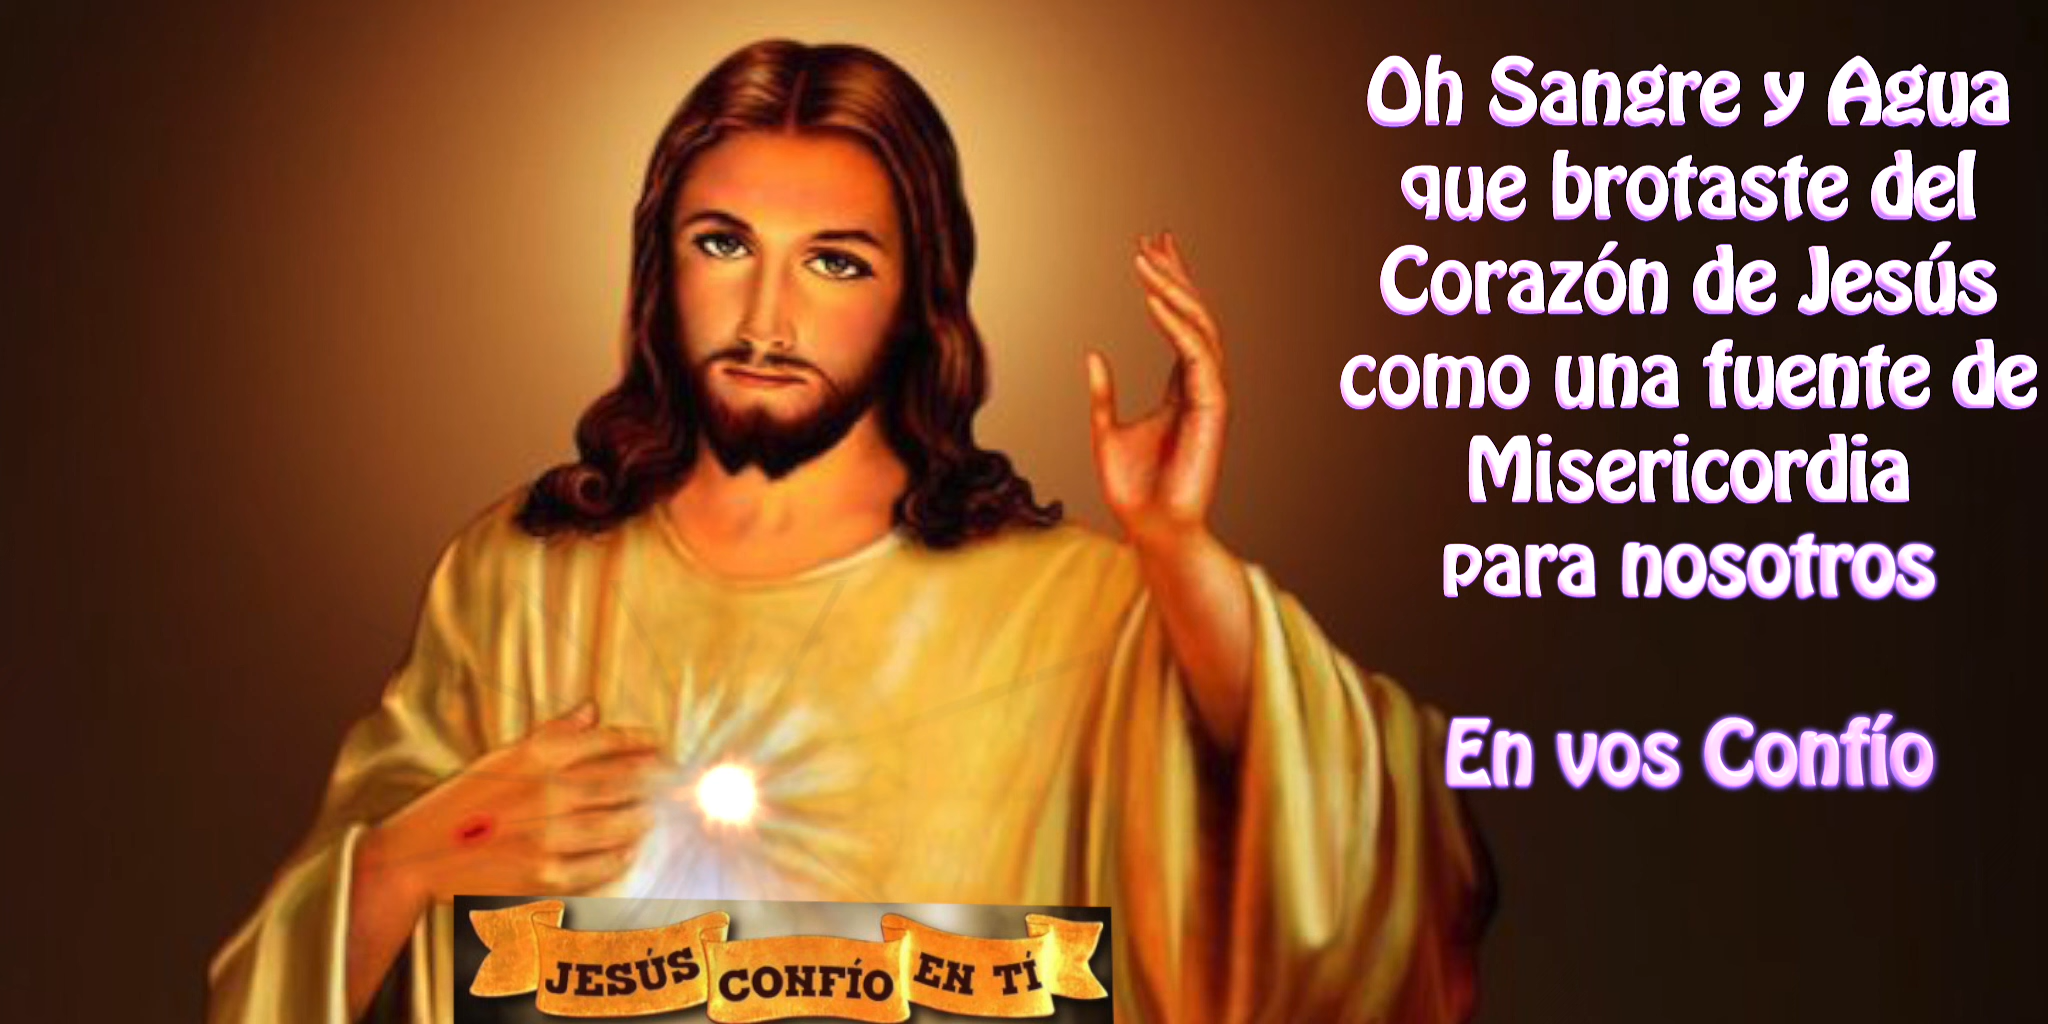 Oh Sangre y Agua
que brotaste del
Corazón de Jesús
como una fuente de
Misericordia
para nosotros
En vos Confío
JESÚS CONFÍO EN TÍ